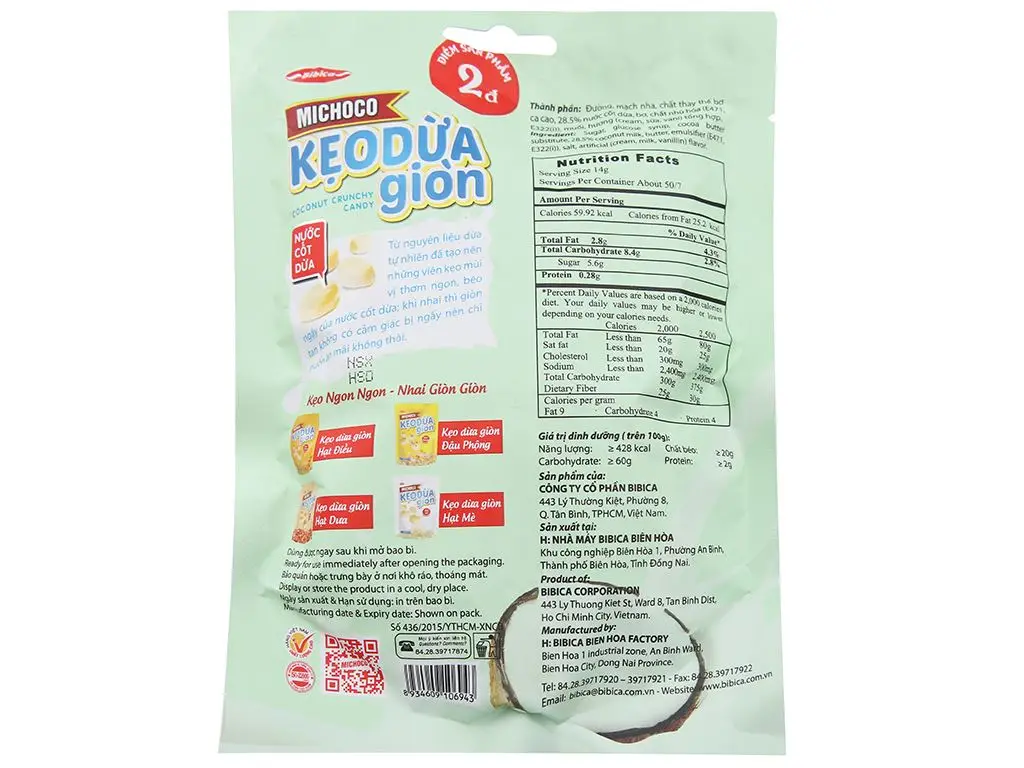 ĐIỂM SẢN PHẨM
2đ
Bibica
MICHOCO
KẸO DỪA
giòn
COCONUT CRUNCHY
CANDY
NƯỚC
CỐT
DỪA
Từ nguyên liệu dừa
tự nhiên đã tạo nên
những viên kẹo mùi
vị thơm ngon, béo
ngậy của nước cốt dừa; khi nhai thì giòn
tan không có cảm giác bị ngấy nên chỉ
mãi không thôi.
NSX
HSD
Kẹo Ngon Ngon - Nhai Giòn Giòn
Kẹo dừa giòn
Hạt Điều
MICHOCO
KẸO DỪA
giòn
Kẹo dừa giòn
Đậu Phộng
Kẹo dừa giòn
Hạt Dưa
MICHOCO
KẸO DỪA
giòn
Kẹo dừa giòn
Hạt Mè
Dùng ngay sau khi mở bao bì.
Ready for use immediately after opening the packaging.
Bảo quản hoặc trưng bày ở nơi khô ráo, thoáng mát.
Display or store the product in a cool, dry place.
Ngày sản xuất & Hạn sử dụng: in trên bao bì.
Manufacturing date & Expiry date: Shown on pack.
Số 436/2015/YTHCM-XNCB
Mọi ý kiến xin liên hệ
Questions? Comments?
84.28.39717874
MICHOCO
ISO 22000
8934609106943
Thành phần: Đường, mạch nha, chất thay thế bơ
ca cao, 28.5% nước cốt dừa, bơ, chất nhũ hóa (E471,
E322(i)), muối, hương (cream, sữa, vani) tổng hợp.
Ingredient: Sugar, glucose syrup, cocoa butter
substitute, 28.5% coconut milk, butter, emulsifier (E471,
E322(i)), salt, artificial (cream, milk, vanillin) flavor.
Nutrition Facts
Serving Size 14g
Servings Per Container About 50/7
Amount Per Serving
Calories 59.92 kcal Calories from Fat 25.2 kcal
% Daily Value*
Total Fat 2.8g 4.3%
Total Carbohydrate 8.4g 2.8%
Sugar 5.6g
Protein 0.28g
*Percent Daily Values are based on a 2,000 calories
diet. Your daily values may be higher or lower
depending on your calories needs.
Calories 2,000 2,500
Total Fat Less than 65g 80g
Sat fat Less than 20g 25g
Cholesterol Less than 300mg 300mg
Sodium Less than 2,400mg 2,400mg
Total Carbohydrate 300g 375g
Dietary Fiber 25g 30g
Calories per gram
Fat 9 · Carbohydrate 4 · Protein 4
Giá trị dinh dưỡng ( trên 100g):
Năng lượng: ≥ 428 kcal Chất béo: ≥ 20g
Carbohydrate: ≥ 60g Protein: ≥ 2g
Sản phẩm của:
CÔNG TY CỔ PHẦN BIBICA
443 Lý Thường Kiệt, Phường 8,
Q. Tân Bình, TPHCM, Việt Nam.
Sản xuất tại:
H: NHÀ MÁY BIBICA BIÊN HÒA
Khu công nghiệp Biên Hòa 1, Phường An Bình,
Thành phố Biên Hòa, Tỉnh Đồng Nai.
Product of:
BIBICA CORPORATION
443 Ly Thuong Kiet St, Ward 8, Tan Binh Dist,
Ho Chi Minh City, Vietnam.
Manufactured by:
H: BIBICA BIEN HOA FACTORY
Bien Hoa 1 industrial zone, An Binh Ward,
Bien Hoa City, Dong Nai Province.
Tel: 84.28.39717920 – 39717921 - Fax: 84.28.39717922
Email: bibica@bibica.com.vn - Website: www.bibica.com.vn